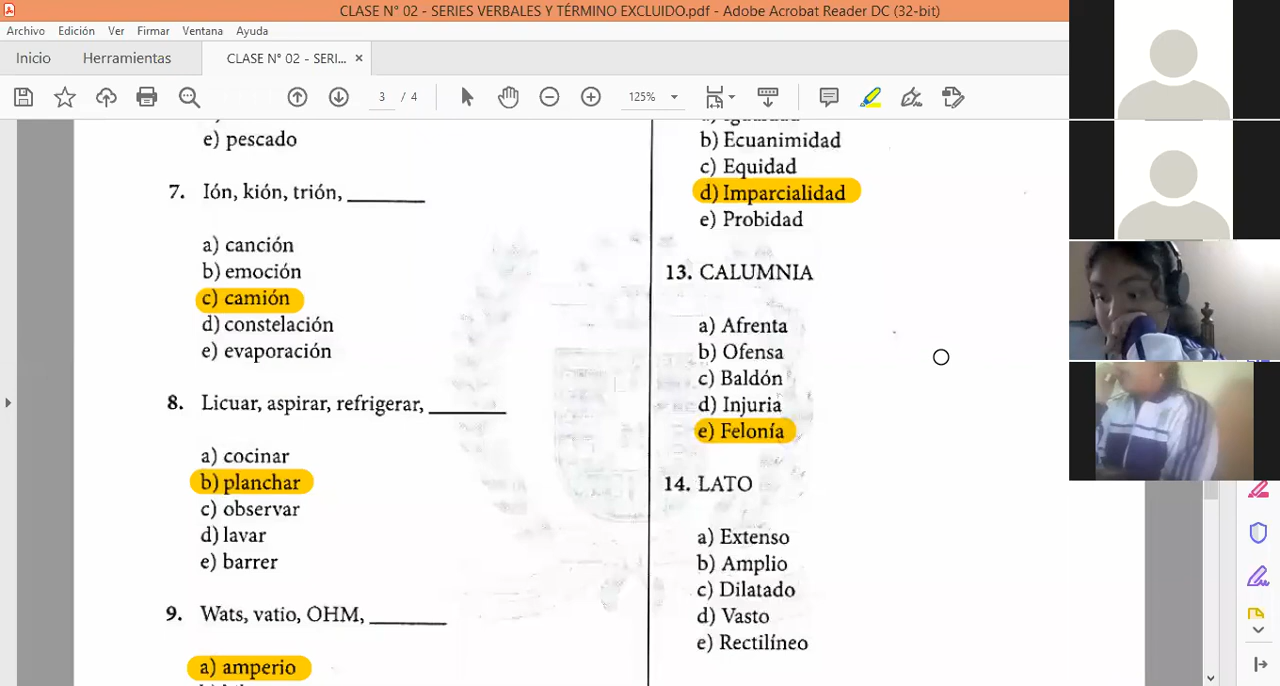 CLASE N° 02 - SERIES VERBALES Y TÉRMINO EXCLUIDO.pdf - Adobe Acrobat Reader DC (32-bit)
Archivo Edición Ver Firmar Ventana Ayuda
Inicio Herramientas CLASE N° 02 - SERI... ×
3 / 4 125%
e) pescado
7. Ión, kión, trión, ________
a) canción
b) emoción
c) camión
d) constelación
e) evaporación
8. Licuar, aspirar, refrigerar, ________
a) cocinar
b) planchar
c) observar
d) lavar
e) barrer
9. Wats, vatio, OHM, ________
a) amperio
b) Ecuanimidad
c) Equidad
d) Imparcialidad
e) Probidad
13. CALUMNIA
a) Afrenta
b) Ofensa
c) Baldón
d) Injuria
e) Felonía
14. LATO
a) Extenso
b) Amplio
c) Dilatado
d) Vasto
e) Rectilíneo